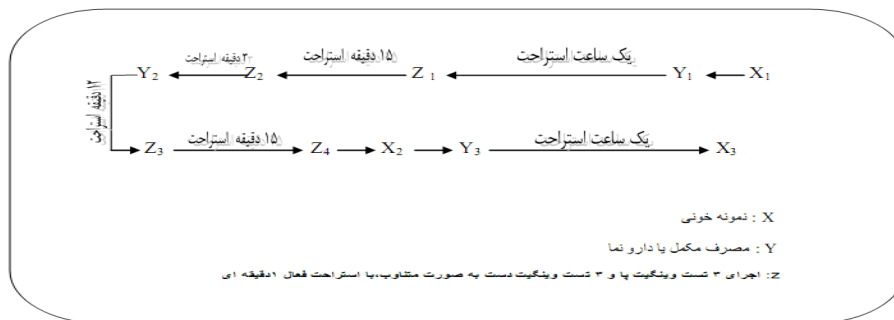 X1 Y1 یک ساعت استراحت Z 1 ۱۵ دقیقه استراحت Z2 ۳ دقیقه استراحت Y2
۱۲ دقیقه استراحت
Z3 ۱۵ دقیقه استراحت Z4 X2 Y3 یک ساعت استراحت X3
X : نمونه خونی
Y : مصرف مکمل یا دارو نما
Z: اجرای ۳ تست وینگیت پا و ۳ تست وینگیت دست به صورت متناوب،با استراحت فعال ۱دقیقه ای